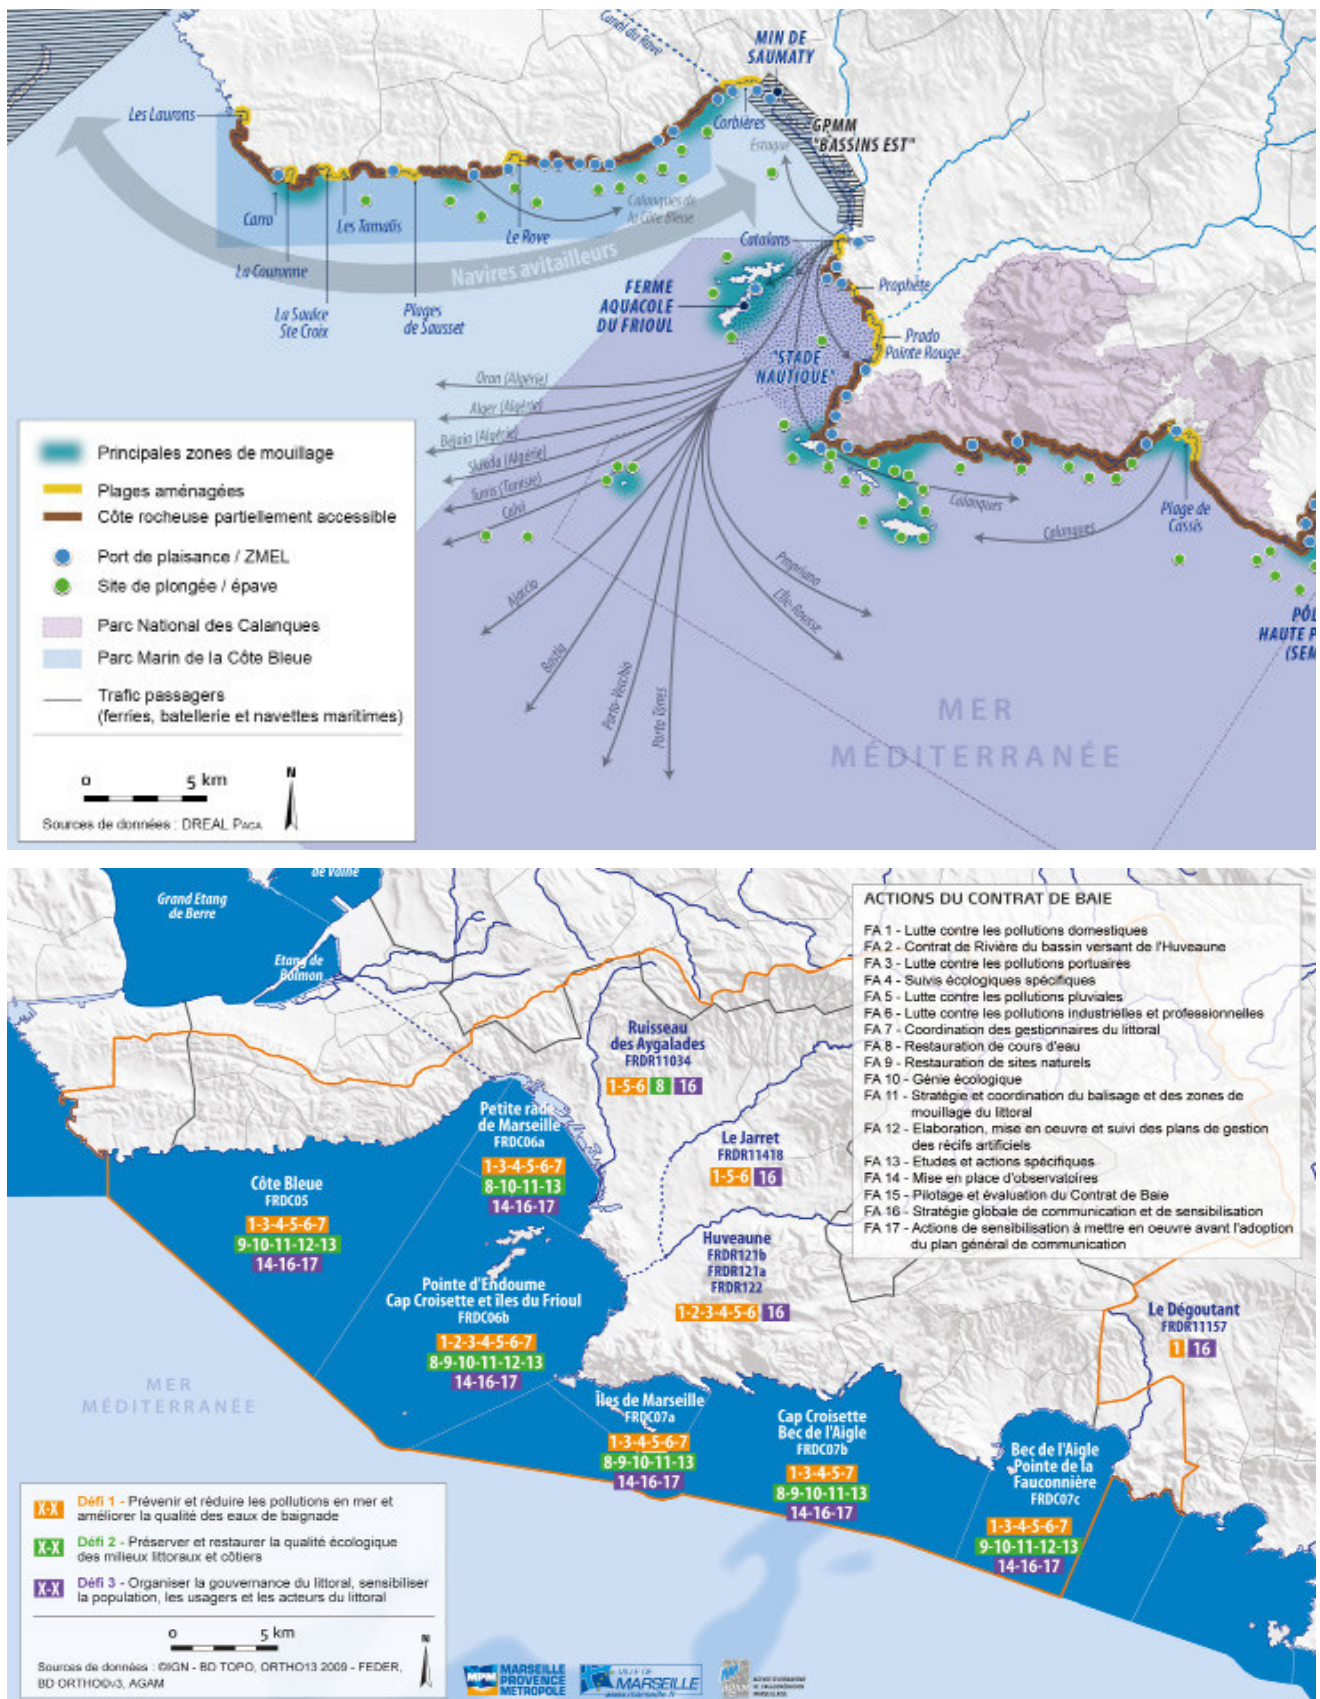 Canal du Rove
MIN DE
SAUMATY
Les Laurons
Corbières
GPMM
"BASSINS EST"
Estaque
Carro
Les Tamaris
Calanques de
la Côte Bleue
Le Rove
Catalans
La Couronne
Navires avitailleurs
La Saulce
Ste Croix
Plages
de Sausset
FERME
AQUACOLE
DU FRIOUL
Prophète
Prado
Pointe Rouge
"STADE
NAUTIQUE"
Oran (Algérie)
Alger (Algérie)
Béjaia (Algérie)
Skikda (Algérie)
Tunis (Tunisie)
Calvi
Ajaccio
Bastia
Porto-Vecchio
Porto Torres
Propriano
L'Île-Rousse
Calanques
Calanques
Plage de
Cassis
PÔL
HAUTE P
(SEM
MER
MÉDITERRANÉE
Principales zones de mouillage
Plages aménagées
Côte rocheuse partiellement accessible
Port de plaisance / ZMEL
Site de plongée / épave
Parc National des Calanques
Parc Marin de la Côte Bleue
Trafic passagers
(ferries, batellerie et navettes maritimes)
0 5 km
N
Sources de données : DREAL PACA
de Vaïne
Grand Etang
de Berre
Etang de
Bolmon
ACTIONS DU CONTRAT DE BAIE
FA 1 - Lutte contre les pollutions domestiques
FA 2 - Contrat de Rivière du bassin versant de l'Huveaune
FA 3 - Lutte contre les pollutions portuaires
FA 4 - Suivis écologiques spécifiques
FA 5 - Lutte contre les pollutions pluviales
FA 6 - Lutte contre les pollutions industrielles et professionnelles
FA 7 - Coordination des gestionnaires du littoral
FA 8 - Restauration de cours d'eau
FA 9 - Restauration de sites naturels
FA 10 - Génie écologique
FA 11 - Stratégie et coordination du balisage et des zones de
mouillage du littoral
FA 12 - Elaboration, mise en oeuvre et suivi des plans de gestion
des récifs artificiels
FA 13 - Etudes et actions spécifiques
FA 14 - Mise en place d'observatoires
FA 15 - Pilotage et évaluation du Contrat de Baie
FA 16 - Stratégie globale de communication et de sensibilisation
FA 17 - Actions de sensibilisation à mettre en oeuvre avant l'adoption
du plan général de communication
Ruisseau
des Aygalades
FRDR11034
1-5-6 8 16
Petite rade
de Marseille
FRDC06a
1-3-4-5-6-7
8-10-11-13
14-16-17
Le Jarret
FRDR11418
1-5-6 16
Côte Bleue
FRDC05
1-3-4-5-6-7
9-10-11-12-13
14-16-17
Huveaune
FRDR121b
FRDR121a
FRDR122
1-2-3-4-5-6 16
Pointe d'Endoume
Cap Croisette et îles du Frioul
FRDC06b
1-2-3-4-5-6-7
8-9-10-11-12-13
14-16-17
Le Dégoutant
FRDR11157
1 16
MER
MÉDITERRANÉE
Îles de Marseille
FRDC07a
1-3-4-5-6-7
8-9-10-11-13
14-16-17
Cap Croisette
Bec de l'Aigle
FRDC07b
1-3-4-5-7
8-9-10-11-13
14-16-17
Bec de l'Aigle
Pointe de la
Fauconnière
FRDC07c
1-3-4-5-6-7
9-10-11-12-13
14-16-17
X-X Défi 1 - Prévenir et réduire les pollutions en mer et
améliorer la qualité des eaux de baignade
X-X Défi 2 - Préserver et restaurer la qualité écologique
des milieux littoraux et côtiers
X-X Défi 3 - Organiser la gouvernance du littoral, sensibiliser
la population, les usagers et les acteurs du littoral
0 5 km
N
Sources de données : ©IGN - BD TOPO, ORTHO13 2009 - FEDER,
BD ORTHO©v3, AGAM
MPM MARSEILLE
PROVENCE
METROPOLE
VILLE DE
MARSEILLE
www.marseille.fr
agam